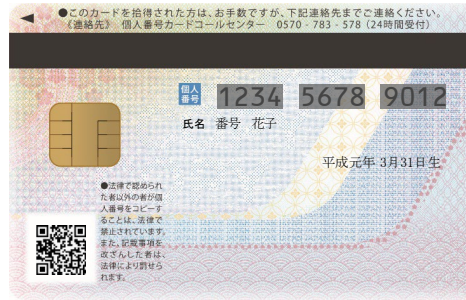 ●このカードを拾得された方は、お手数ですが、下記連絡先までご連絡ください。
《連絡先》 個人番号カードコールセンター 0570-783-578（24時間受付）
個人番号 1234 5678 9012
氏名 番号 花子
平成元年 3月31日生
●法律で認められ
た者以外の者が個
人番号をコピーす
ることは、法律で
禁止されています。
また、記載事項を
改ざんした者は、
法律により罰せら
れます。